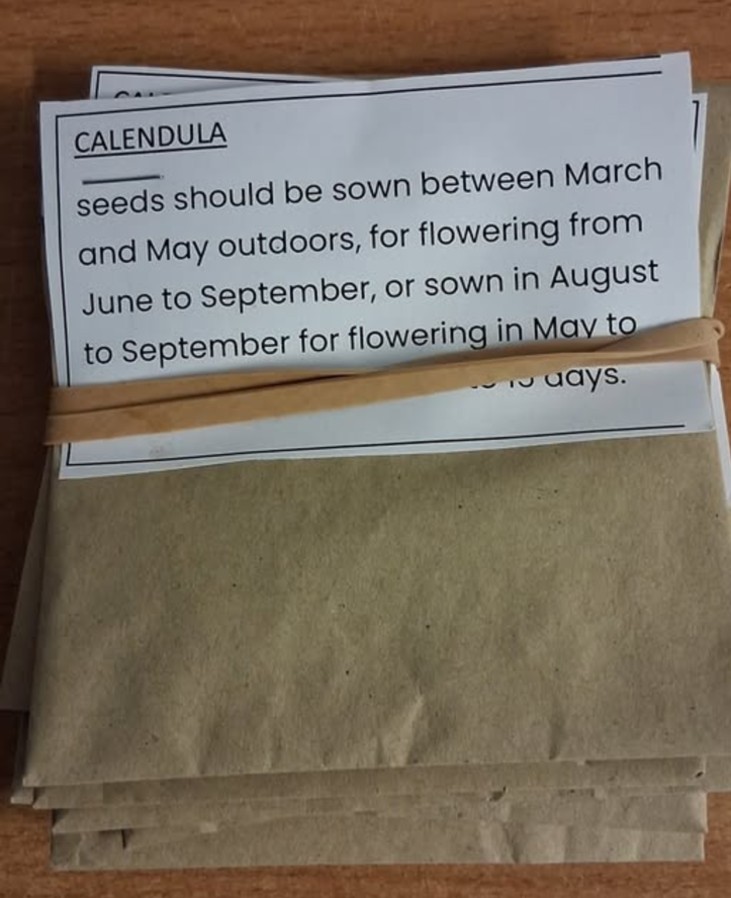 CALENDULA
seeds should be sown between March
and May outdoors, for flowering from
June to September, or sown in August
to September for flowering in May to
days.